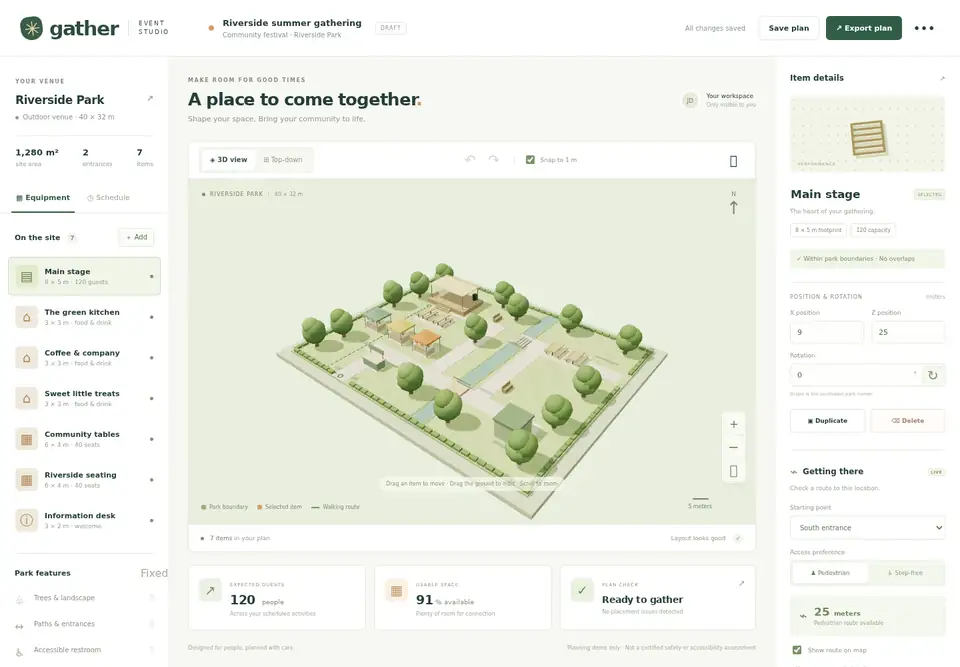 gather
EVENT
STUDIO
Riverside summer gathering
Community festival · Riverside Park
DRAFT
All changes saved
Save plan
↗ Export plan
YOUR VENUE
Riverside Park
Outdoor venue · 40 × 32 m
1,280 m²
site area
2
entrances
7
items
Equipment
Schedule
On the site
7
+ Add
Main stage
8 × 5 m · 120 guests
The green kitchen
3 × 3 m · food & drink
Coffee & company
3 × 3 m · food & drink
Sweet little treats
3 × 3 m · food & drink
Community tables
6 × 4 m · 40 seats
Riverside seating
6 × 4 m · 40 seats
Information desk
3 × 2 m · welcome
Park features
Fixed
Trees & landscape
Paths & entrances
Accessible restroom
MAKE ROOM FOR GOOD TIMES
A place to come together.
Shape your space. Bring your community to life.
JD
Your workspace
Only visible to you
3D view
Top-down
Snap to 1 m
RIVERSIDE PARK
40 × 32 m
N
+
−
Drag an item to move · Drag the ground to orbit · Scroll to zoom
Park boundary
Selected item
Walking route
5 meters
7 items in your plan
Layout looks good ✓
EXPECTED GUESTS
120 people
Across your scheduled activities
USABLE SPACE
91 % available
Plenty of room for connection
PLAN CHECK
Ready to gather
No placement issues detected
Designed for people, planned with care.
Planning demo only · Not a certified safety or accessibility assessment
Item details
PERFORMANCE
Main stage
SELECTED
The heart of your gathering.
8 × 5 m footprint
120 capacity
✓ Within park boundaries · No overlaps
POSITION & ROTATION
meters
X position
Z position
9
25
Rotation
0
°
Duplicate
Delete
Getting there
LIVE
Check a route to this location.
Starting point
South entrance
Access preference
Pedestrian
Step-free
25 meters
Pedestrian route available
Show route on map